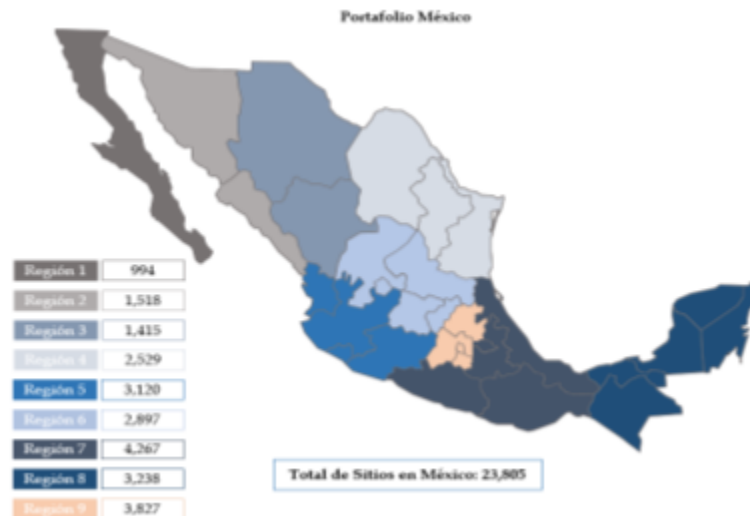 Portafolio México
Región 1 994
Región 2 1,518
Región 3 1,415
Región 4 2,529
Región 5 3,120
Región 6 2,897
Región 7 4,267
Región 8 3,238
Región 9 3,827
Total de Sitios en México: 23,805